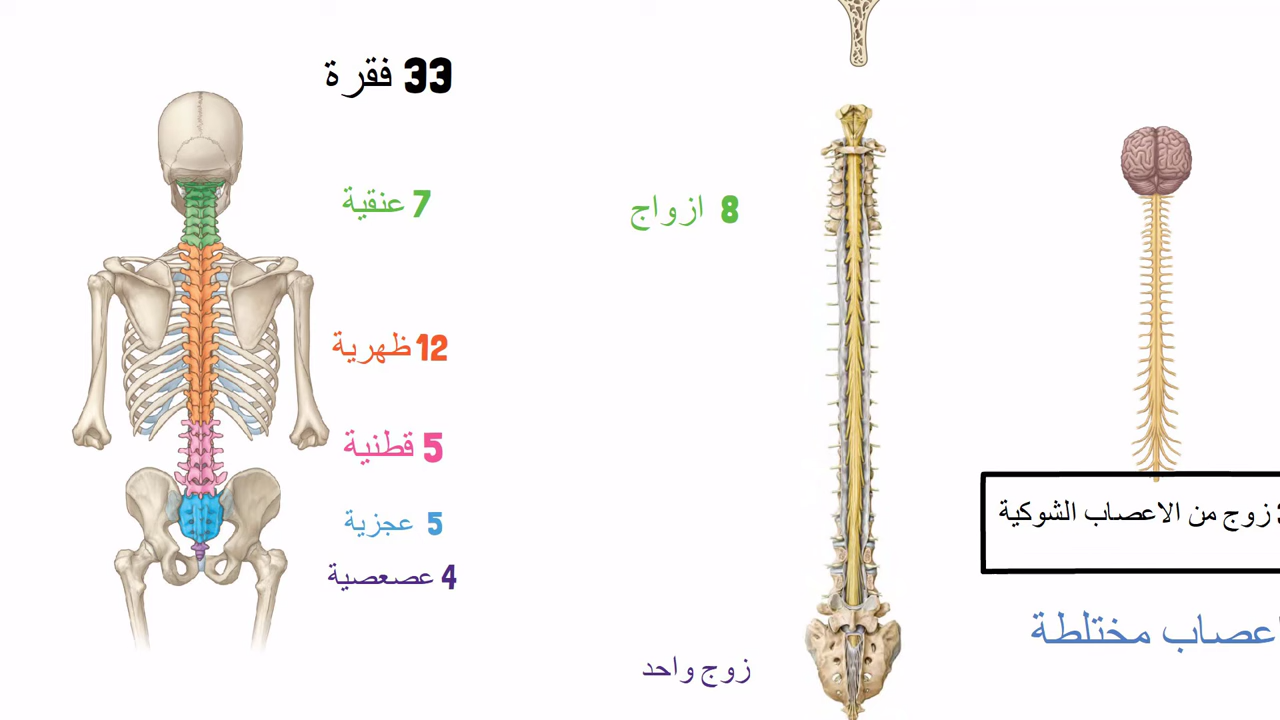 33 فقرة
7 عنقية
12 ظهرية
5 قطنية
5 عجزية
4 عصعصية
8 ازواج
زوج واحد
زوج من الاعصاب الشوكية
اعصاب مختلطة